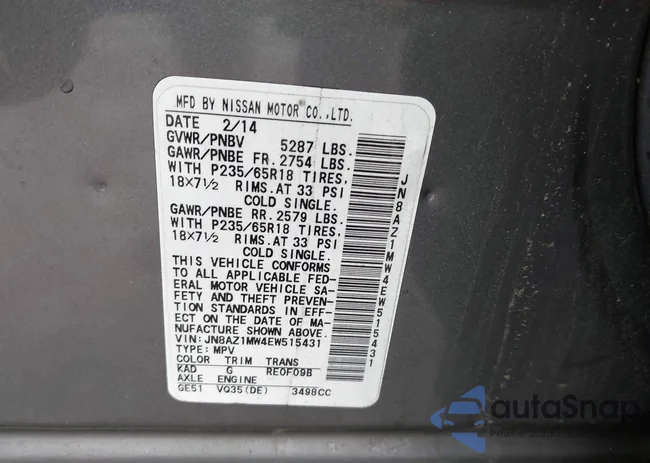 MFD BY NISSAN MOTOR CO.,LTD.
DATE 2/14
GVWR/PNBV 5287 LBS.
GAWR/PNBE FR. 2754 LBS.
WITH P235/65R18 TIRES,
18X7½ RIMS.AT 33 PSI
COLD SINGLE.
GAWR/PNBE RR. 2579 LBS.
WITH P235/65R18 TIRES,
18X7½ RIMS.AT 33 PSI
COLD SINGLE.
THIS VEHICLE CONFORMS
TO ALL APPLICABLE FED-
ERAL MOTOR VEHICLE SA-
FETY AND THEFT PREVEN-
TION STANDARDS IN EFF-
ECT ON THE DATE OF MA-
NUFACTURE SHOWN ABOVE.
VIN: JN8AZ1MW4EW515431
TYPE: MPV
COLOR TRIM TRANS
KAD G RE0F09B
AXLE ENGINE
GE51 VQ35(DE) 3498CC
JN8AZ1MW4EW515431
autoSnap